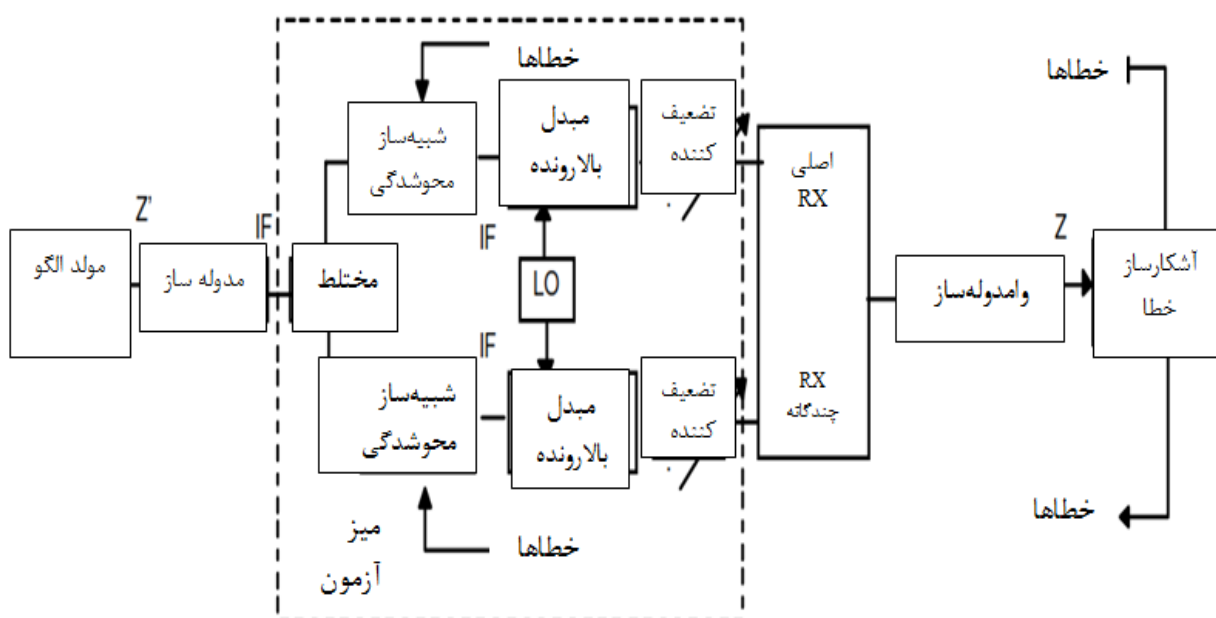 خطاها
خطاها
شبیه‌ساز
محوشدگی
مبدل
بالارونده
تضعیف
کننده
اصلی
RX
Z'
IF
IF
Z
مولد الگو
مدوله ساز
مختلط
LO
وامدوله‌ساز
آشکارساز
خطا
IF
شبیه‌ساز
محوشدگی
مبدل
بالارونده
تضعیف
کننده
RX
چندگانه
میز
آزمون
خطاها
خطاها